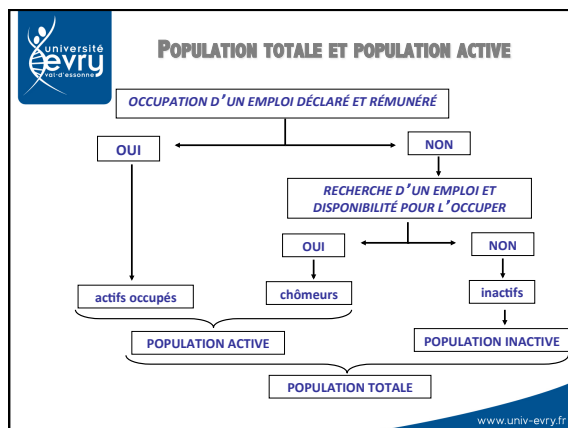 université
evry
val-d'essonne
POPULATION TOTALE ET POPULATION ACTIVE
OCCUPATION D'UN EMPLOI DÉCLARÉ ET RÉMUNÉRÉ
OUI
NON
RECHERCHE D'UN EMPLOI ET
DISPONIBILITÉ POUR L'OCCUPER
OUI
NON
actifs occupés
chômeurs
inactifs
POPULATION ACTIVE
POPULATION INACTIVE
POPULATION TOTALE
www.univ-evry.fr